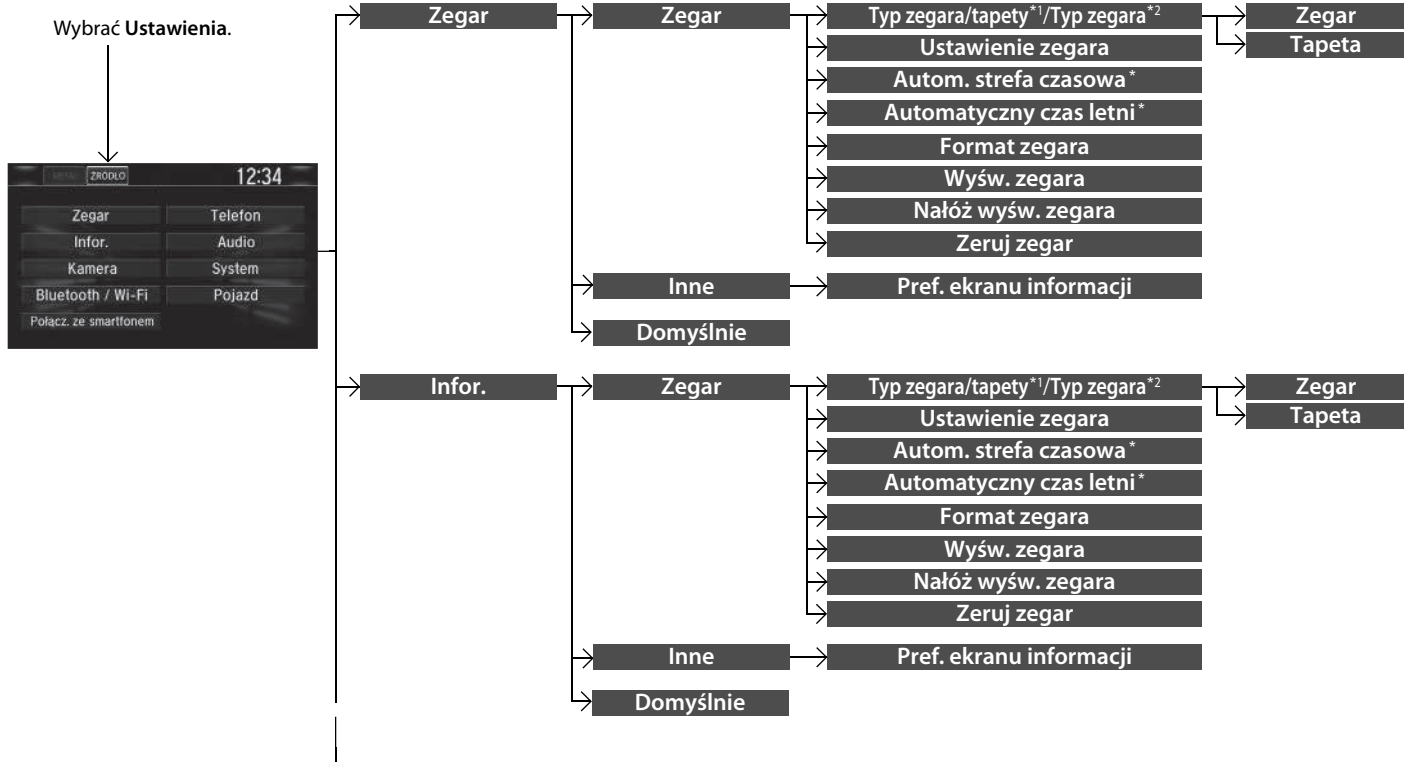 Wybrać Ustawienia.
MENU ŹRÓDŁO 12:34
Zegar Telefon
Infor. Audio
Kamera System
Bluetooth / Wi-Fi Pojazd
Połącz. ze smartfonem
Zegar
Zegar
Typ zegara/tapety*1/Typ zegara*2
Zegar
Tapeta
Ustawienie zegara
Autom. strefa czasowa*
Automatyczny czas letni*
Format zegara
Wyśw. zegara
Nałóż wyśw. zegara
Zeruj zegar
Inne
Pref. ekranu informacji
Domyślnie
Infor.
Zegar
Typ zegara/tapety*1/Typ zegara*2
Zegar
Tapeta
Ustawienie zegara
Autom. strefa czasowa*
Automatyczny czas letni*
Format zegara
Wyśw. zegara
Nałóż wyśw. zegara
Zeruj zegar
Inne
Pref. ekranu informacji
Domyślnie